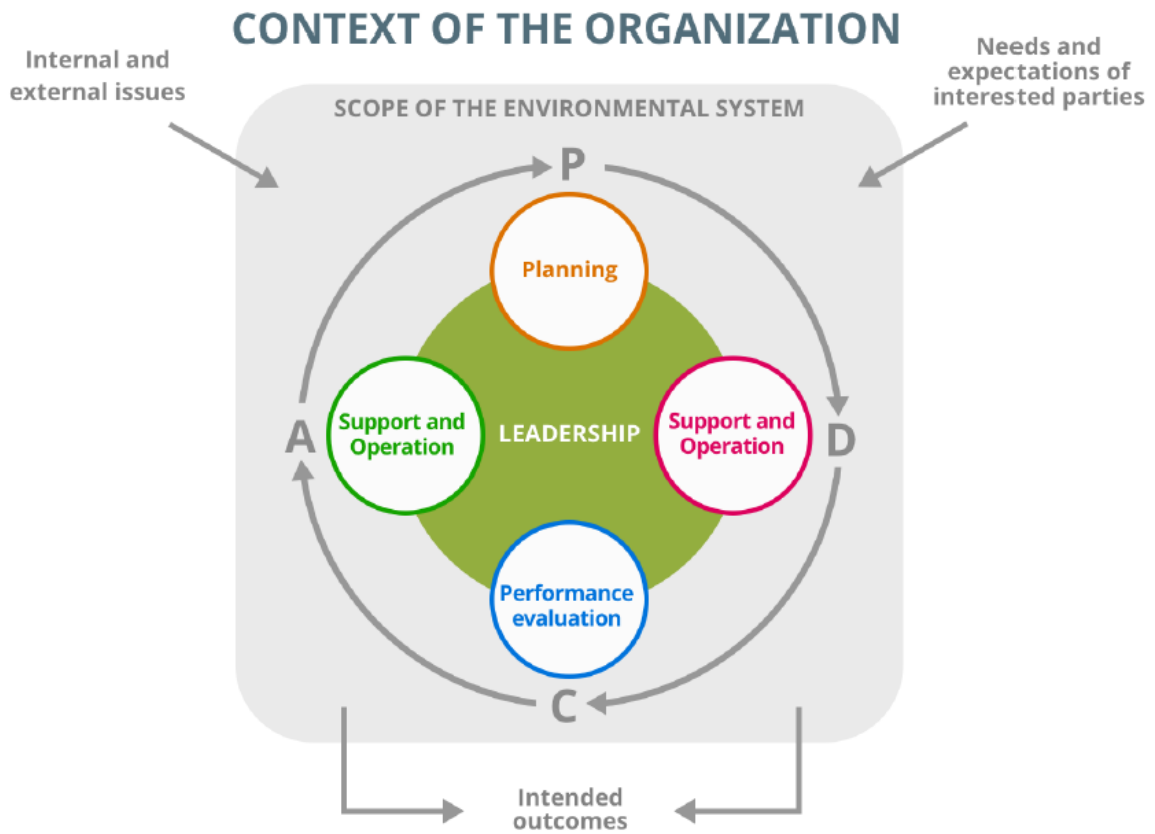 CONTEXT OF THE ORGANIZATION
Internal and
external issues
Needs and
expectations of
interested parties
SCOPE OF THE ENVIRONMENTAL SYSTEM
P
Planning
A
Support and
Operation
LEADERSHIP
Support and
Operation
D
Performance
evaluation
C
Intended
outcomes